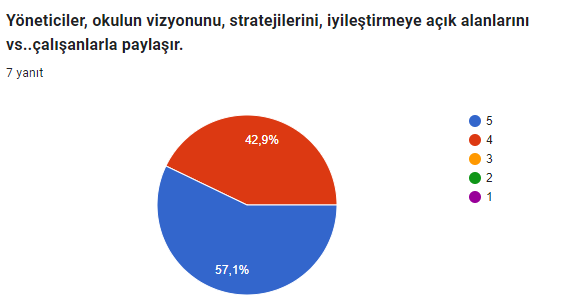 Yöneticiler, okulun vizyonunu, stratejilerini, iyileştirmeye açık alanlarını
vs..çalışanlarla paylaşır.
7 yanıt
42,9%
57,1%
5
4
3
2
1